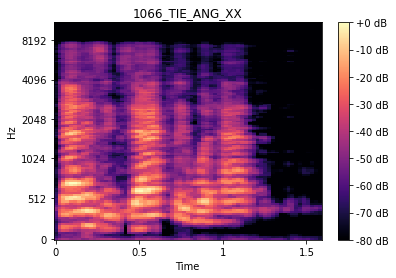 1066_TIE_ANG_XX
Hz
8192
4096
2048
1024
512
0
0
0.5
1
1.5
Time
+0 dB
-10 dB
-20 dB
-30 dB
-40 dB
-50 dB
-60 dB
-70 dB
-80 dB